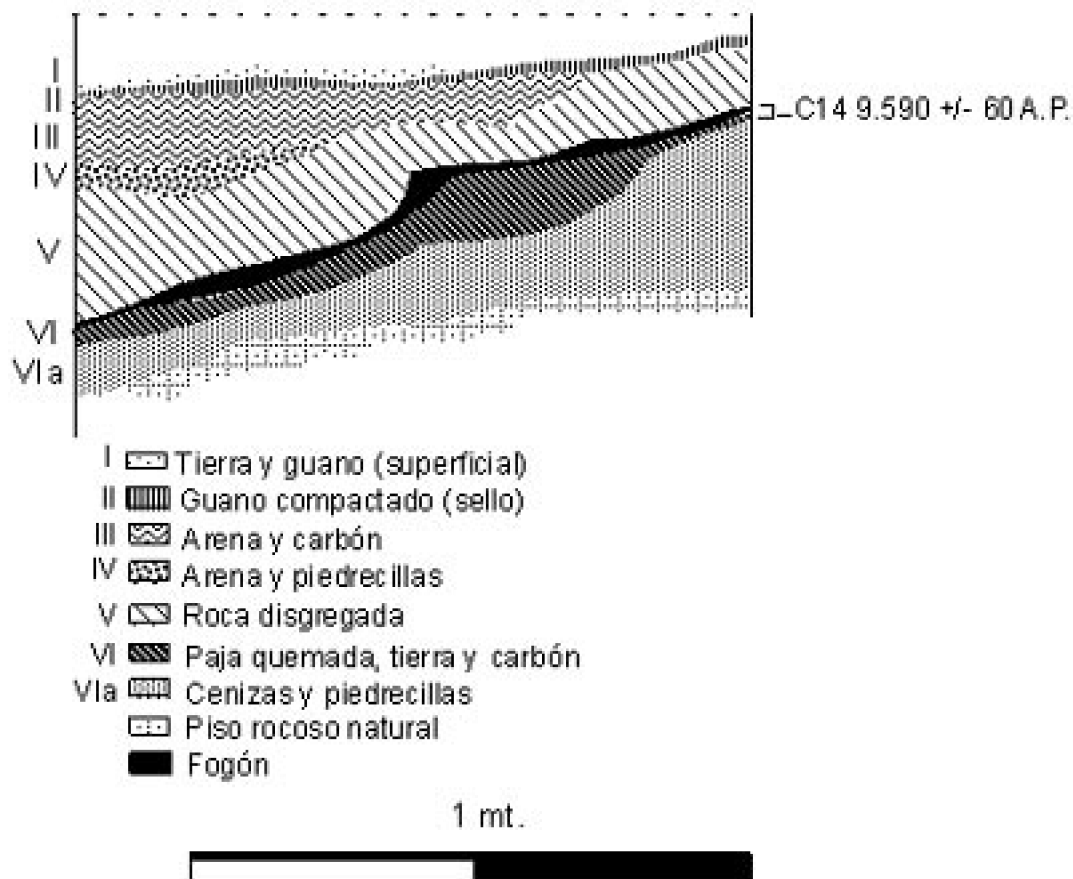 I
II
III
IV
V
VI
VIa
C14 9.590 +/- 60 A.P.
I Tierra y guano (superficial)
II Guano compactado (sello)
III Arena y carbón
IV Arena y piedrecillas
V Roca disgregada
VI Paja quemada, tierra y carbón
VIa Cenizas y piedrecillas
Piso rocoso natural
Fogón
1 mt.